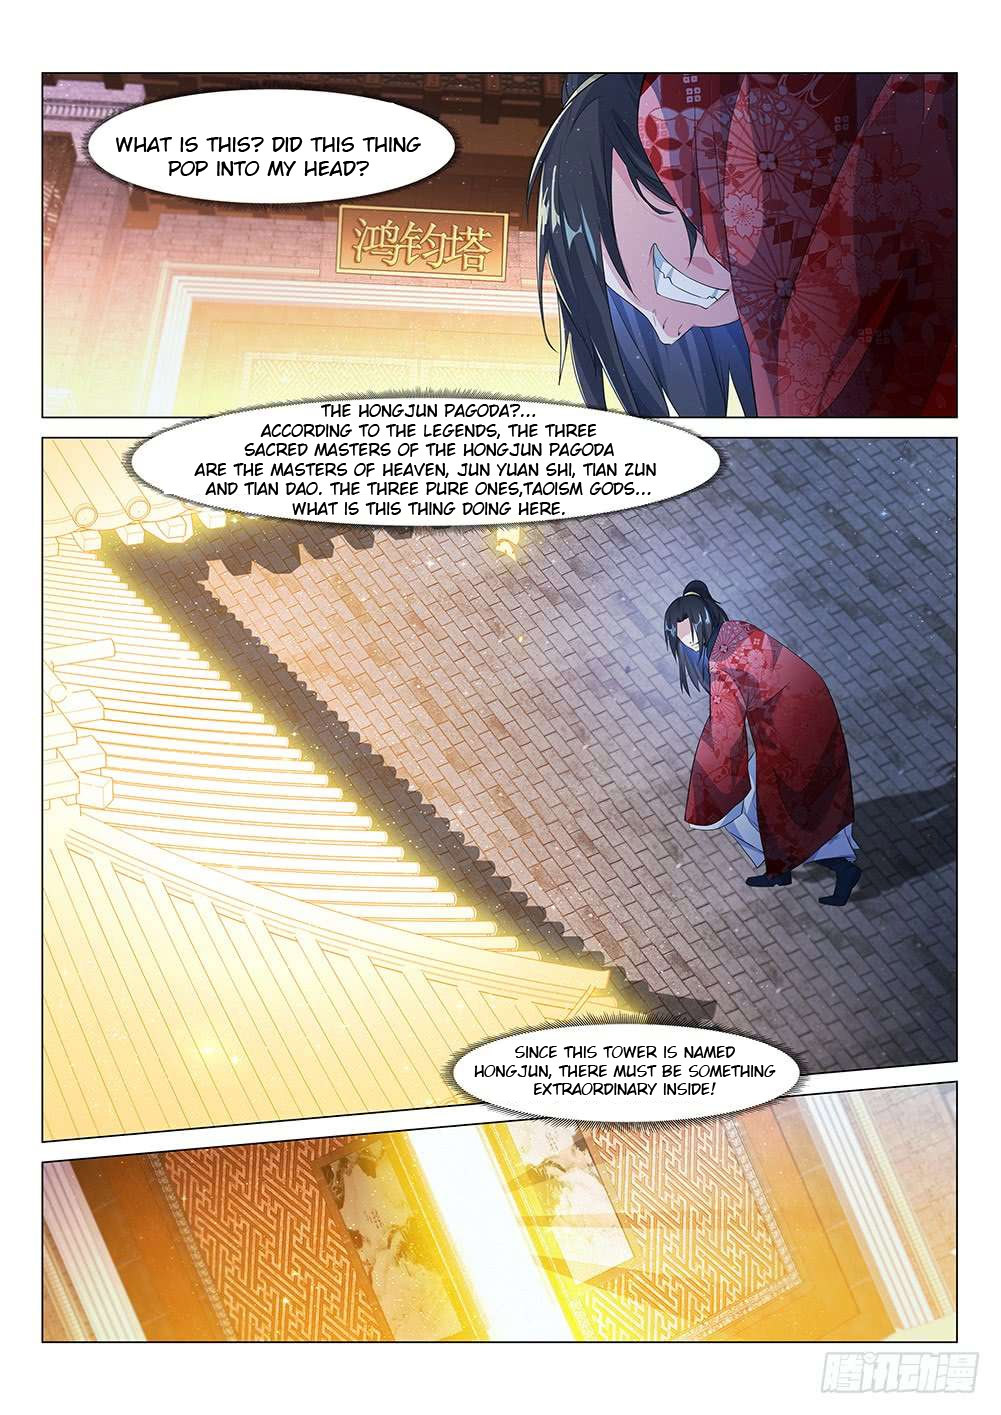 WHAT IS THIS? DID THIS THING
POP INTO MY HEAD?
鸿钧塔
THE HONGJUN PAGODA?...
ACCORDING TO THE LEGENDS, THE THREE
SACRED MASTERS OF THE HONGJUN PAGODA
ARE THE MASTERS OF HEAVEN, JUN YUAN SHI, TIAN ZUN
AND TIAN DAO. THE THREE PURE ONES,TAOISM GODS...
WHAT IS THIS THING DOING HERE.
SINCE THIS TOWER IS NAMED
HONGJUN, THERE MUST BE SOMETHING
EXTRAORDINARY INSIDE!
腾讯动漫